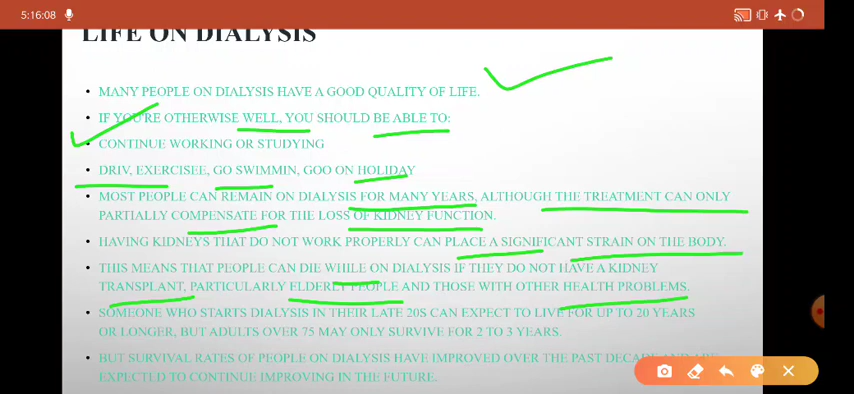 5:16:08
LIFE ON DIALYSIS
• MANY PEOPLE ON DIALYSIS HAVE A GOOD QUALITY OF LIFE.
• IF YOU'RE OTHERWISE WELL, YOU SHOULD BE ABLE TO:
• CONTINUE WORKING OR STUDYING
• DRIV, EXERCISEE, GO SWIMMIN, GOO ON HOLIDAY
• MOST PEOPLE CAN REMAIN ON DIALYSIS FOR MANY YEARS, ALTHOUGH THE TREATMENT CAN ONLY
PARTIALLY COMPENSATE FOR THE LOSS OF KIDNEY FUNCTION.
• HAVING KIDNEYS THAT DO NOT WORK PROPERLY CAN PLACE A SIGNIFICANT STRAIN ON THE BODY.
• THIS MEANS THAT PEOPLE CAN DIE WHILE ON DIALYSIS IF THEY DO NOT HAVE A KIDNEY
TRANSPLANT, PARTICULARLY ELDERLY PEOPLE AND THOSE WITH OTHER HEALTH PROBLEMS.
• SOMEONE WHO STARTS DIALYSIS IN THEIR LATE 20S CAN EXPECT TO LIVE FOR UP TO 20 YEARS
OR LONGER, BUT ADULTS OVER 75 MAY ONLY SURVIVE FOR 2 TO 3 YEARS.
• BUT SURVIVAL RATES OF PEOPLE ON DIALYSIS HAVE IMPROVED OVER THE PAST DECADE AND ARE
EXPECTED TO CONTINUE IMPROVING IN THE FUTURE.